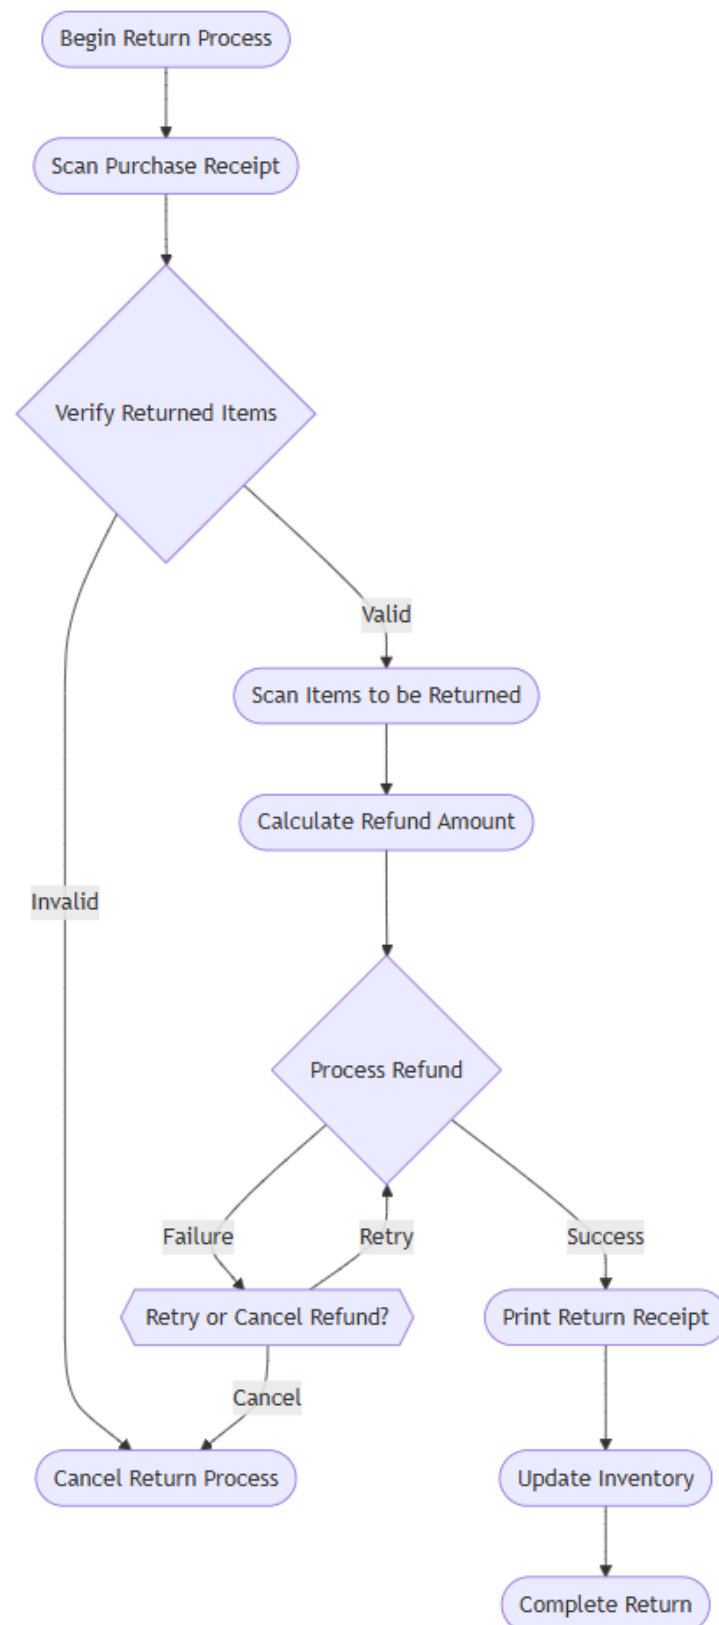 Begin Return Process
Scan Purchase Receipt
Verify Returned Items
Valid
Scan Items to be Returned
Calculate Refund Amount
Invalid
Process Refund
Failure
Retry
Success
Retry or Cancel Refund?
Print Return Receipt
Cancel
Cancel Return Process
Update Inventory
Complete Return